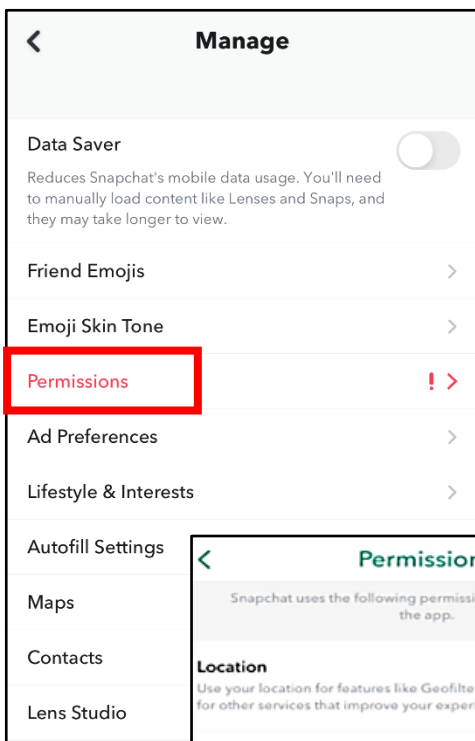 Manage
Data Saver
Reduces Snapchat's mobile data usage. You'll need
to manually load content like Lenses and Snaps, and
they may take longer to view.
Friend Emojis
Emoji Skin Tone
Permissions
!
Ad Preferences
Lifestyle & Interests
Autofill Settings
Maps
Contacts
Lens Studio
Permission
Snapchat uses the following permissi
the app.
Location
Use your location for features like Geofilte
for other services that improve your experi